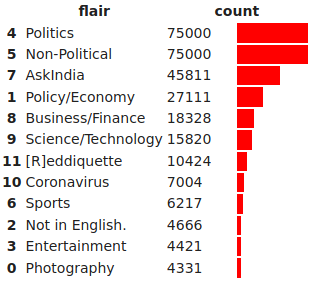 flair count
4 Politics 75000
5 Non-Political 75000
7 AskIndia 45811
1 Policy/Economy 27111
8 Business/Finance 18328
9 Science/Technology 15820
11 [R]eddiquette 10424
10 Coronavirus 7004
6 Sports 6217
2 Not in English. 4666
3 Entertainment 4421
0 Photography 4331